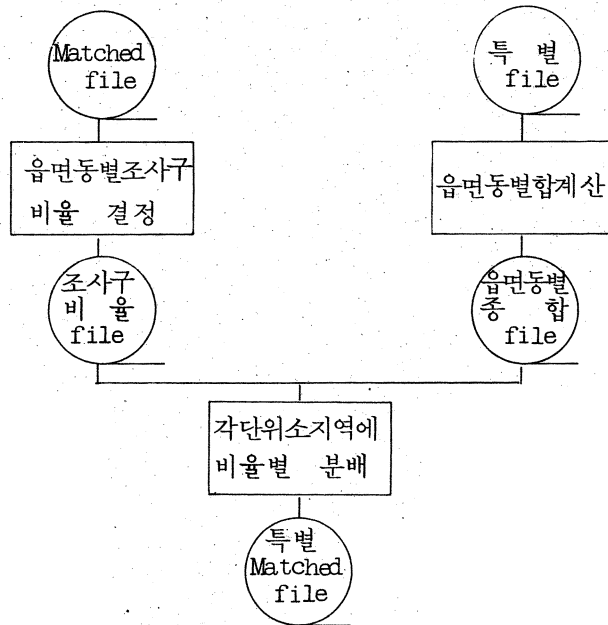 Matched
file
특 별
file
읍면동별조사구
비율 결정
읍면동별합계산
조사구
비 율
file
읍면동별
종 합
file
각단위소지역에
비율별 분배
특별
Matched
file